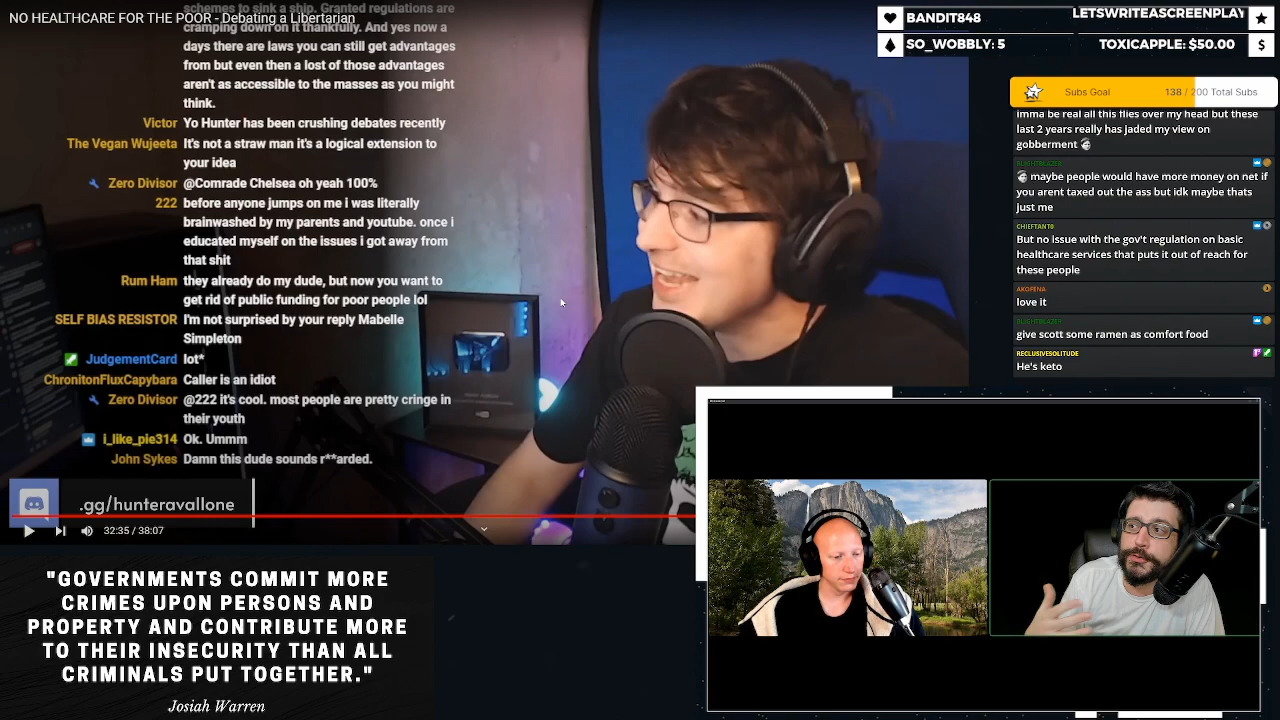 schemes to sink a ship. Granted regulations are
NO HEALTHCARE FOR THE POOR - Debating a Libertarian
cramping down on it thankfully. And yes now a
days there are laws you can still get advantages
from but even then a lost of those advantages
aren't as accessible to the masses as you might
think.
Victor Yo Hunter has been crushing debates recently
The Vegan Wujeeta It's not a straw man it's a logical extension to
your idea
Zero Divisor @Comrade Chelsea oh yeah 100%
222 before anyone jumps on me i was literally
brainwashed by my parents and youtube. once i
educated myself on the issues i got away from
that shit
Rum Ham they already do my dude, but now you want to
get rid of public funding for poor people lol
SELF BIAS RESISTOR I'm not surprised by your reply Mabelle
Simpleton
JudgementCard lot*
ChronitonFluxCapybara Caller is an idiot
Zero Divisor @222 it's cool. most people are pretty cringe in
their youth
i_like_pie314 Ok. Ummm
John Sykes Damn this dude sounds r**arded.
.gg/hunteravallone
32:35 / 38:07
"GOVERNMENTS COMMIT MORE
CRIMES UPON PERSONS AND
PROPERTY AND CONTRIBUTE MORE
TO THEIR INSECURITY THAN ALL
CRIMINALS PUT TOGETHER."
Josiah Warren
BANDIT848
LETSWRITEASCREENPLAY
SO_WOBBLY: 5
TOXICAPPLE: $50.00
Subs Goal 138 / 200 Total Subs
imma be real all this flies over my head but these
last 2 years really has jaded my view on
gobberment
BLIGHTBLAZER
maybe people would have more money on net if
you arent taxed out the ass but idk maybe thats
just me
CHIEFTANT0
But no issue with the gov't regulation on basic
healthcare services that puts it out of reach for
these people
AKOFENA
love it
BLIGHTBLAZER
give scott some ramen as comfort food
RECLUSIVESOLITUDE
He's keto